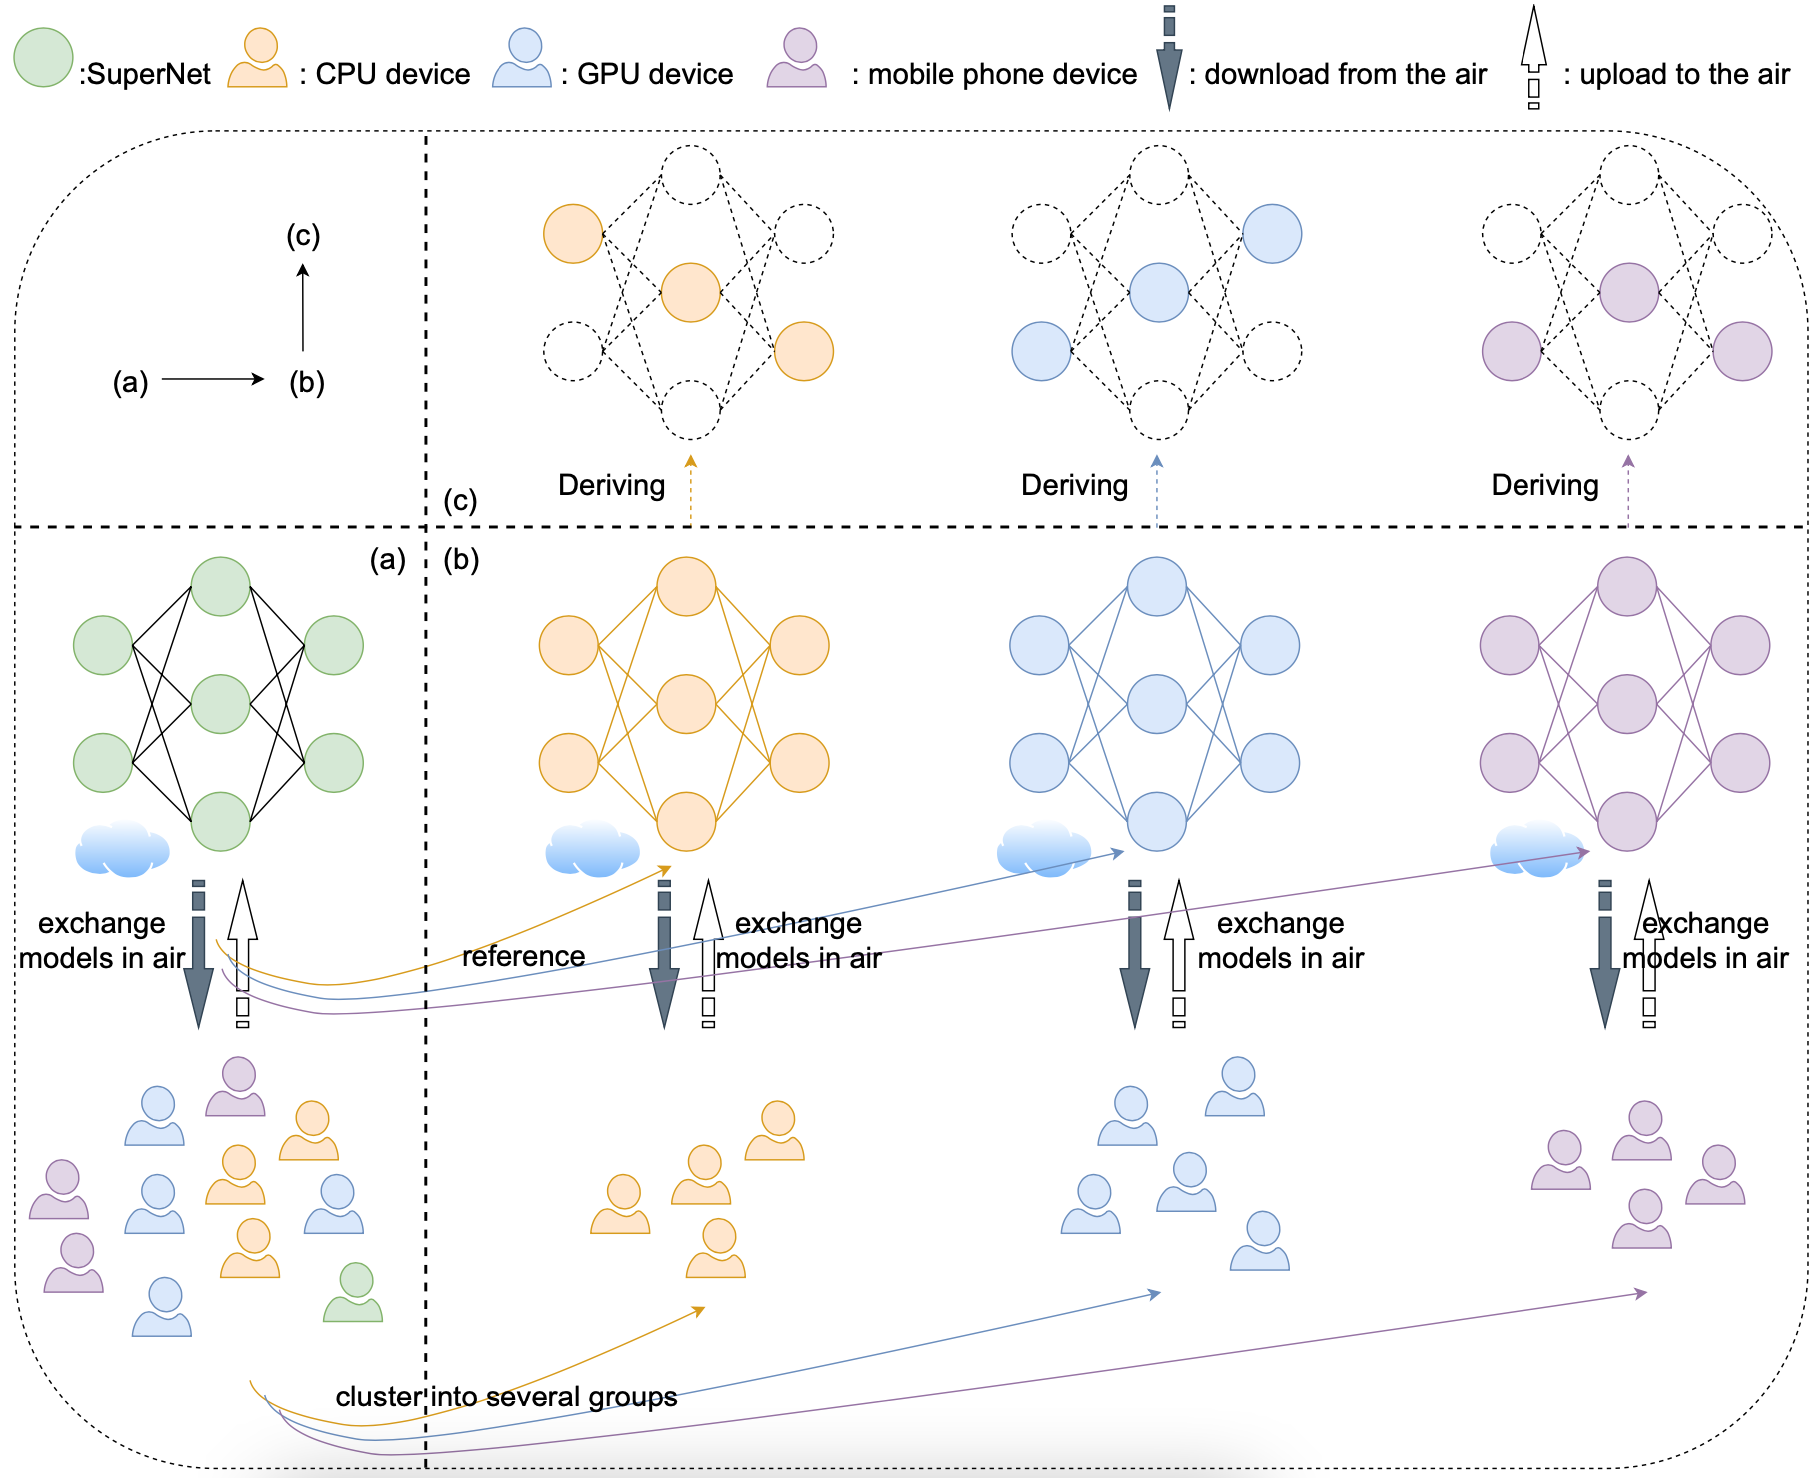 :SuperNet
: CPU device
: GPU device
: mobile phone device
: download from the air
: upload to the air
(c)
(a)
(b)
Deriving
Deriving
Deriving
(c)
(a)
(b)
exchange
models in air
reference
exchange
models in air
exchange
models in air
exchange
models in air
cluster into several groups